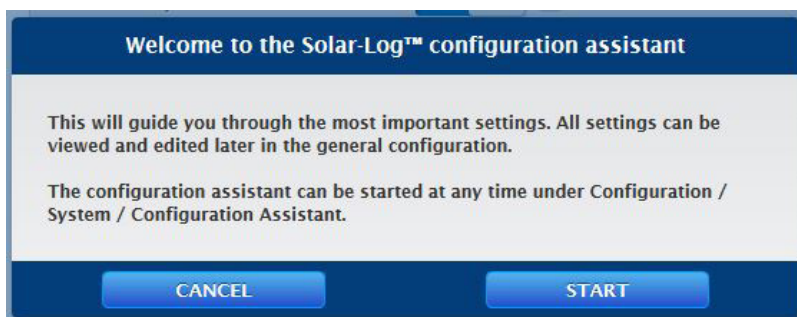 Welcome to the Solar-Log™ configuration assistant
This will guide you through the most important settings. All settings can be
viewed and edited later in the general configuration.
The configuration assistant can be started at any time under Configuration /
System / Configuration Assistant.
CANCEL
START